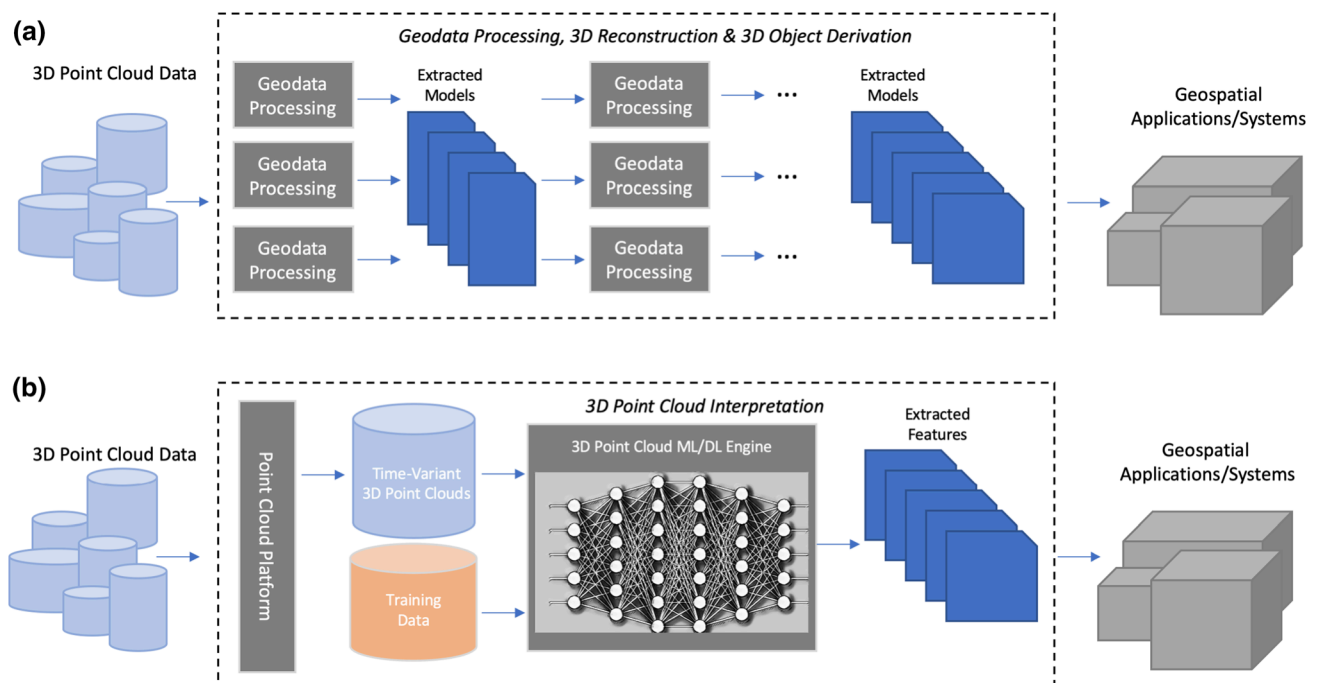 (a)
Geodata Processing, 3D Reconstruction & 3D Object Derivation
3D Point Cloud Data
Geodata
Processing
Extracted
Models
Geodata
Processing
...
Extracted
Models
Geospatial
Applications/Systems
Geodata
Processing
Geodata
Processing
...
Geodata
Processing
Geodata
Processing
...
(b)
3D Point Cloud Interpretation
3D Point Cloud Data
Point Cloud Platform
Time-Variant
3D Point Clouds
Training
Data
3D Point Cloud ML/DL Engine
Extracted
Features
Geospatial
Applications/Systems